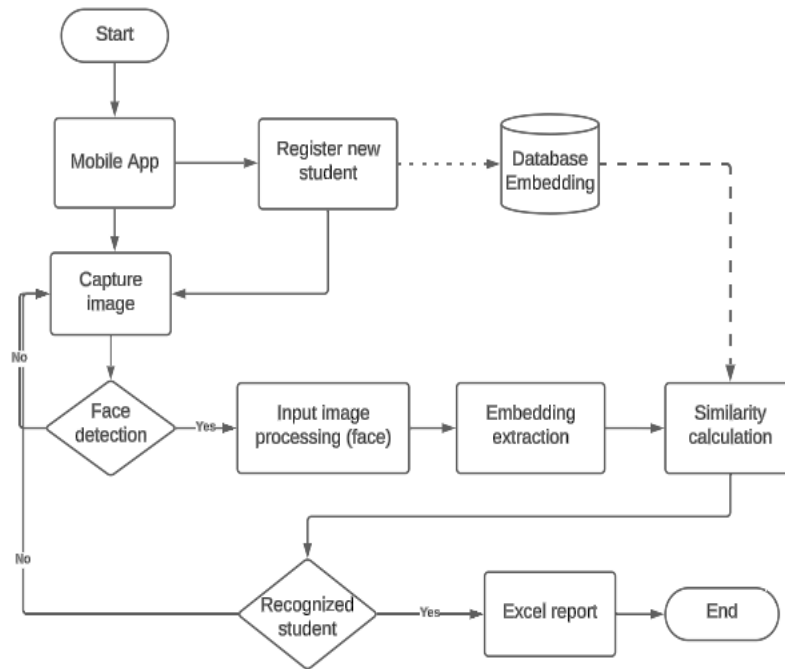 Start
Mobile App
Register new
student
Database
Embedding
Capture
image
No
Face
detection
Yes
Input image
processing (face)
Embedding
extraction
Similarity
calculation
No
Recognized
student
Yes
Excel report
End